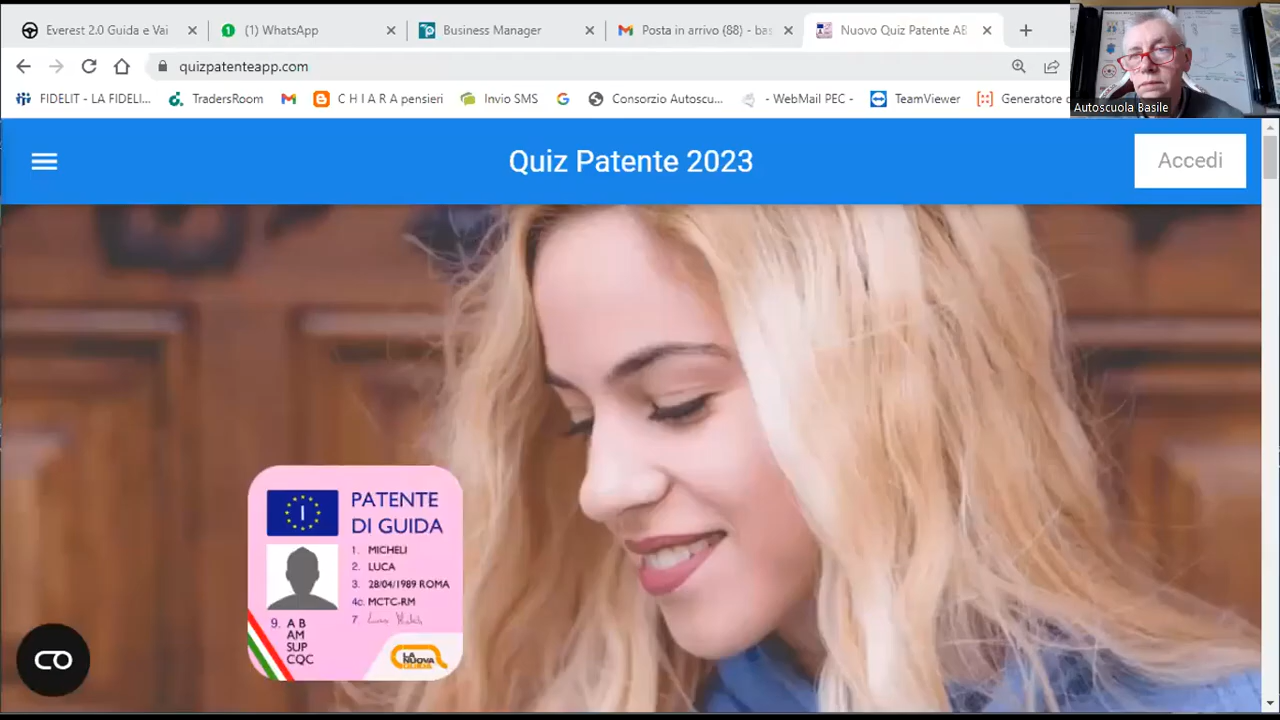 Everest 2.0 Guida e Vai
(1) WhatsApp
Business Manager
Posta in arrivo (88) - bas
Nuovo Quiz Patente AB
quizpatenteapp.com
FIDELIT - LA FIDELI...
TradersRoom
C H I A R A pensieri
Invio SMS
Consorzio Autoscu...
- WebMail PEC -
TeamViewer
Generatore c
Autoscuola Basile
Quiz Patente 2023
Accedi
PATENTE
DI GUIDA
1. MICHELI
2. LUCA
3. 28/04/1989 ROMA
4c. MCTC-RM
7.
9. A B
AM
SUP
CQC
LA
NUOVA
GUIDA